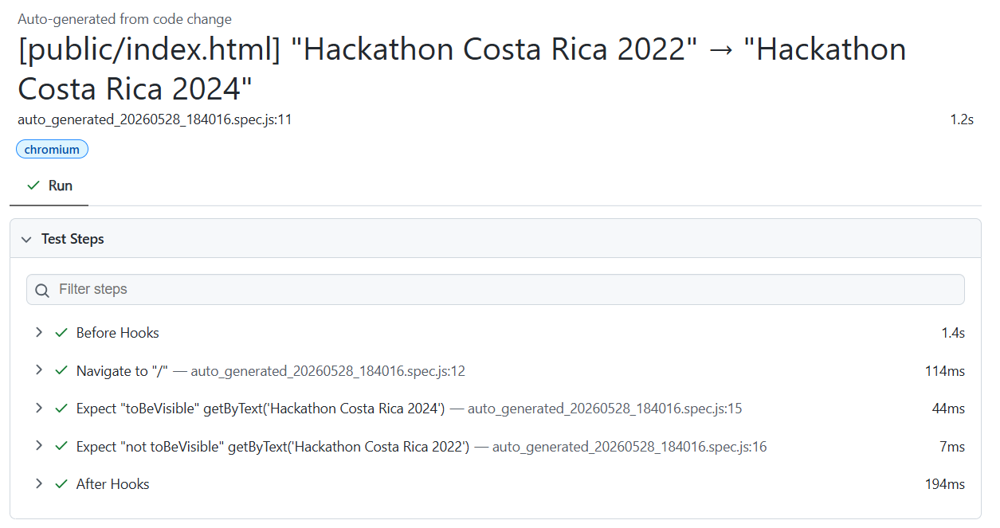 Auto-generated from code change
[public/index.html] "Hackathon Costa Rica 2022" → "Hackathon
Costa Rica 2024"
auto_generated_20260528_184016.spec.js:11 1.2s
chromium
Run
Test Steps
Filter steps
Before Hooks 1.4s
Navigate to "/" — auto_generated_20260528_184016.spec.js:12 114ms
Expect "toBeVisible" getByText('Hackathon Costa Rica 2024') — auto_generated_20260528_184016.spec.js:15 44ms
Expect "not toBeVisible" getByText('Hackathon Costa Rica 2022') — auto_generated_20260528_184016.spec.js:16 7ms
After Hooks 194ms